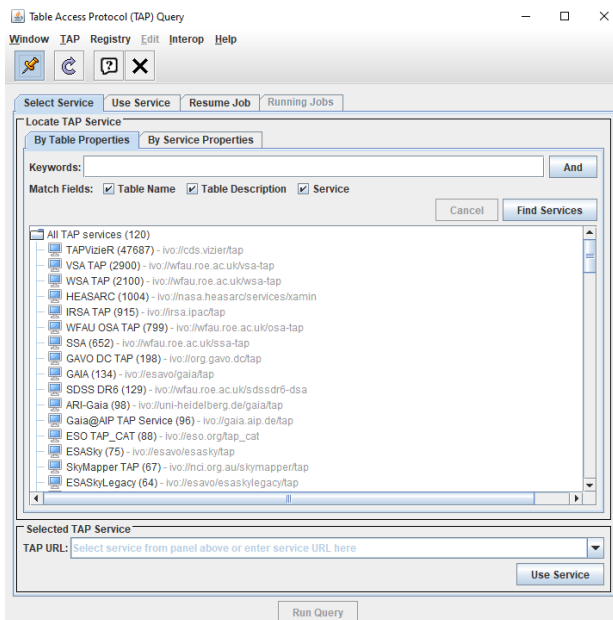 Table Access Protocol (TAP) Query
Window TAP Registry Edit Interop Help
Select Service Use Service Resume Job Running Jobs
Locate TAP Service
By Table Properties By Service Properties
Keywords: And
Match Fields: Table Name Table Description Service
Cancel Find Services
All TAP services (120)
TAPVizieR (47687) - ivo://cds.vizier/tap
VSA TAP (2900) - ivo://wfau.roe.ac.uk/vsa-tap
WSA TAP (2100) - ivo://wfau.roe.ac.uk/wsa-tap
HEASARC (1004) - ivo://nasa.heasarc/services/xamin
IRSA TAP (915) - ivo://irsa.ipac/tap
WFAU OSA TAP (799) - ivo://wfau.roe.ac.uk/osa-tap
SSA (652) - ivo://wfau.roe.ac.uk/ssa-tap
GAVO DC TAP (198) - ivo://org.gavo.dc/tap
GAIA (134) - ivo://esavo/gaia/tap
SDSS DR6 (129) - ivo://wfau.roe.ac.uk/sdssdr6-dsa
ARI-Gaia (98) - ivo://uni-heidelberg.de/gaia/tap
Gaia@AIP TAP Service (96) - ivo://gaia.aip.de/tap
ESO TAP_CAT (88) - ivo://eso.org/tap_cat
ESASky (75) - ivo://esavo/esasky/tap
SkyMapper TAP (67) - ivo://nci.org.au/skymapper/tap
ESASkyLegacy (64) - ivo://esavo/esaskylegacy/tap
Selected TAP Service
TAP URL: Select service from panel above or enter service URL here
Use Service
Run Query